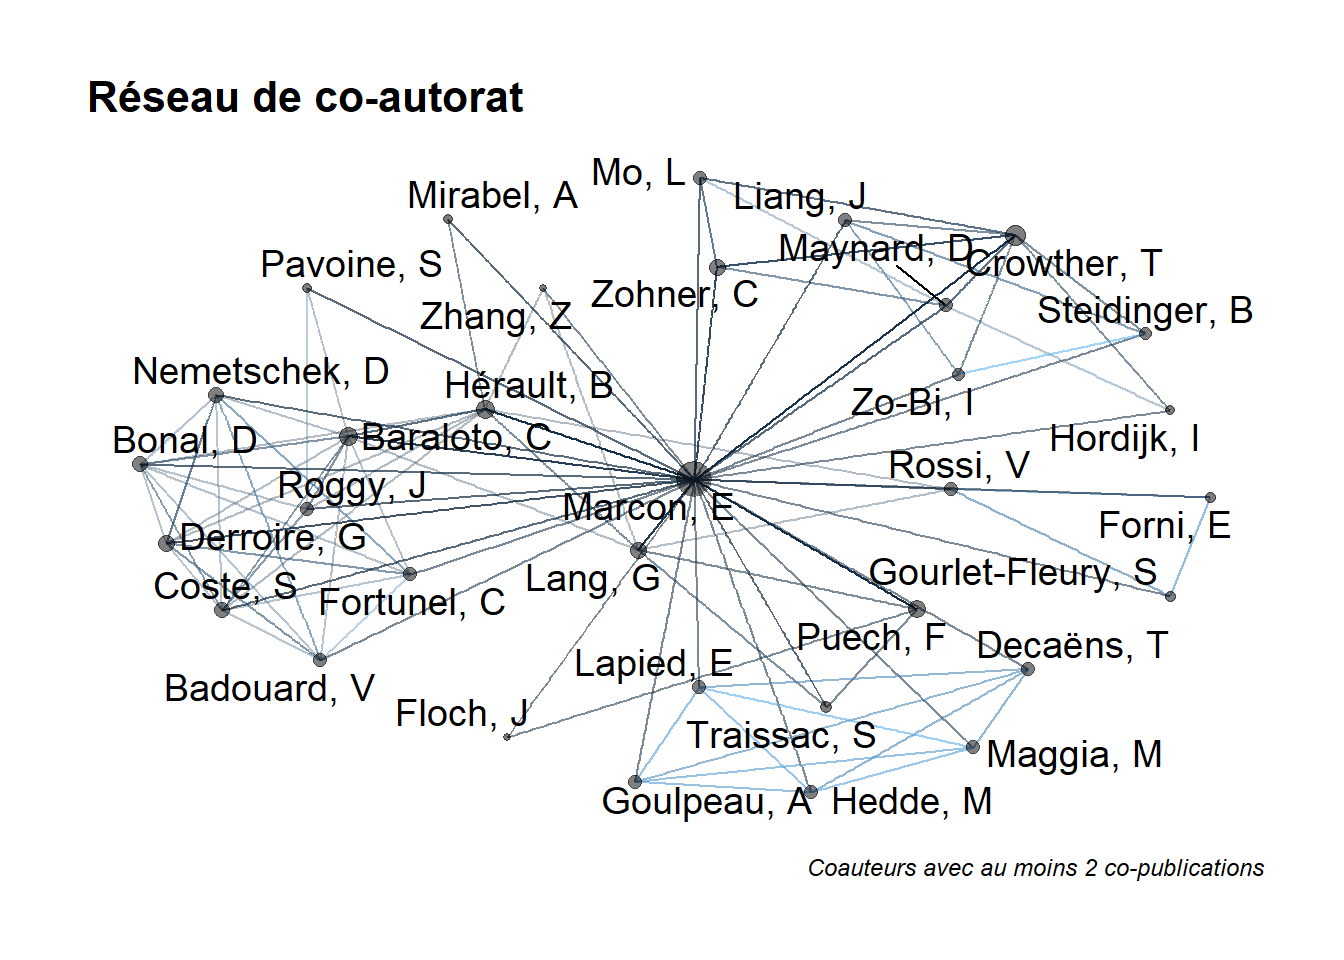 Réseau de co-autorat
Mo, L
Mirabel, A
Liang, J
Maynard, D
Pavoine, S
Crowther, T
Zohner, C
Steidinger, B
Zhang, Z
Nemetschek, D
Hérault, B
Zo-Bi, I
Bonal, D
Baraloto, C
Hordijk, I
Rossi, V
Roggy, J
Marcon, E
Forni, E
Derroire, G
Gourlet-Fleury, S
Lang, G
Coste, S
Fortunel, C
Puech, F
Decaëns, T
Lapied, E
Badouard, V
Floch, J
Traissac, S
Maggia, M
Goulpeau, A
Hedde, M
Coauteurs avec au moins 2 co-publications